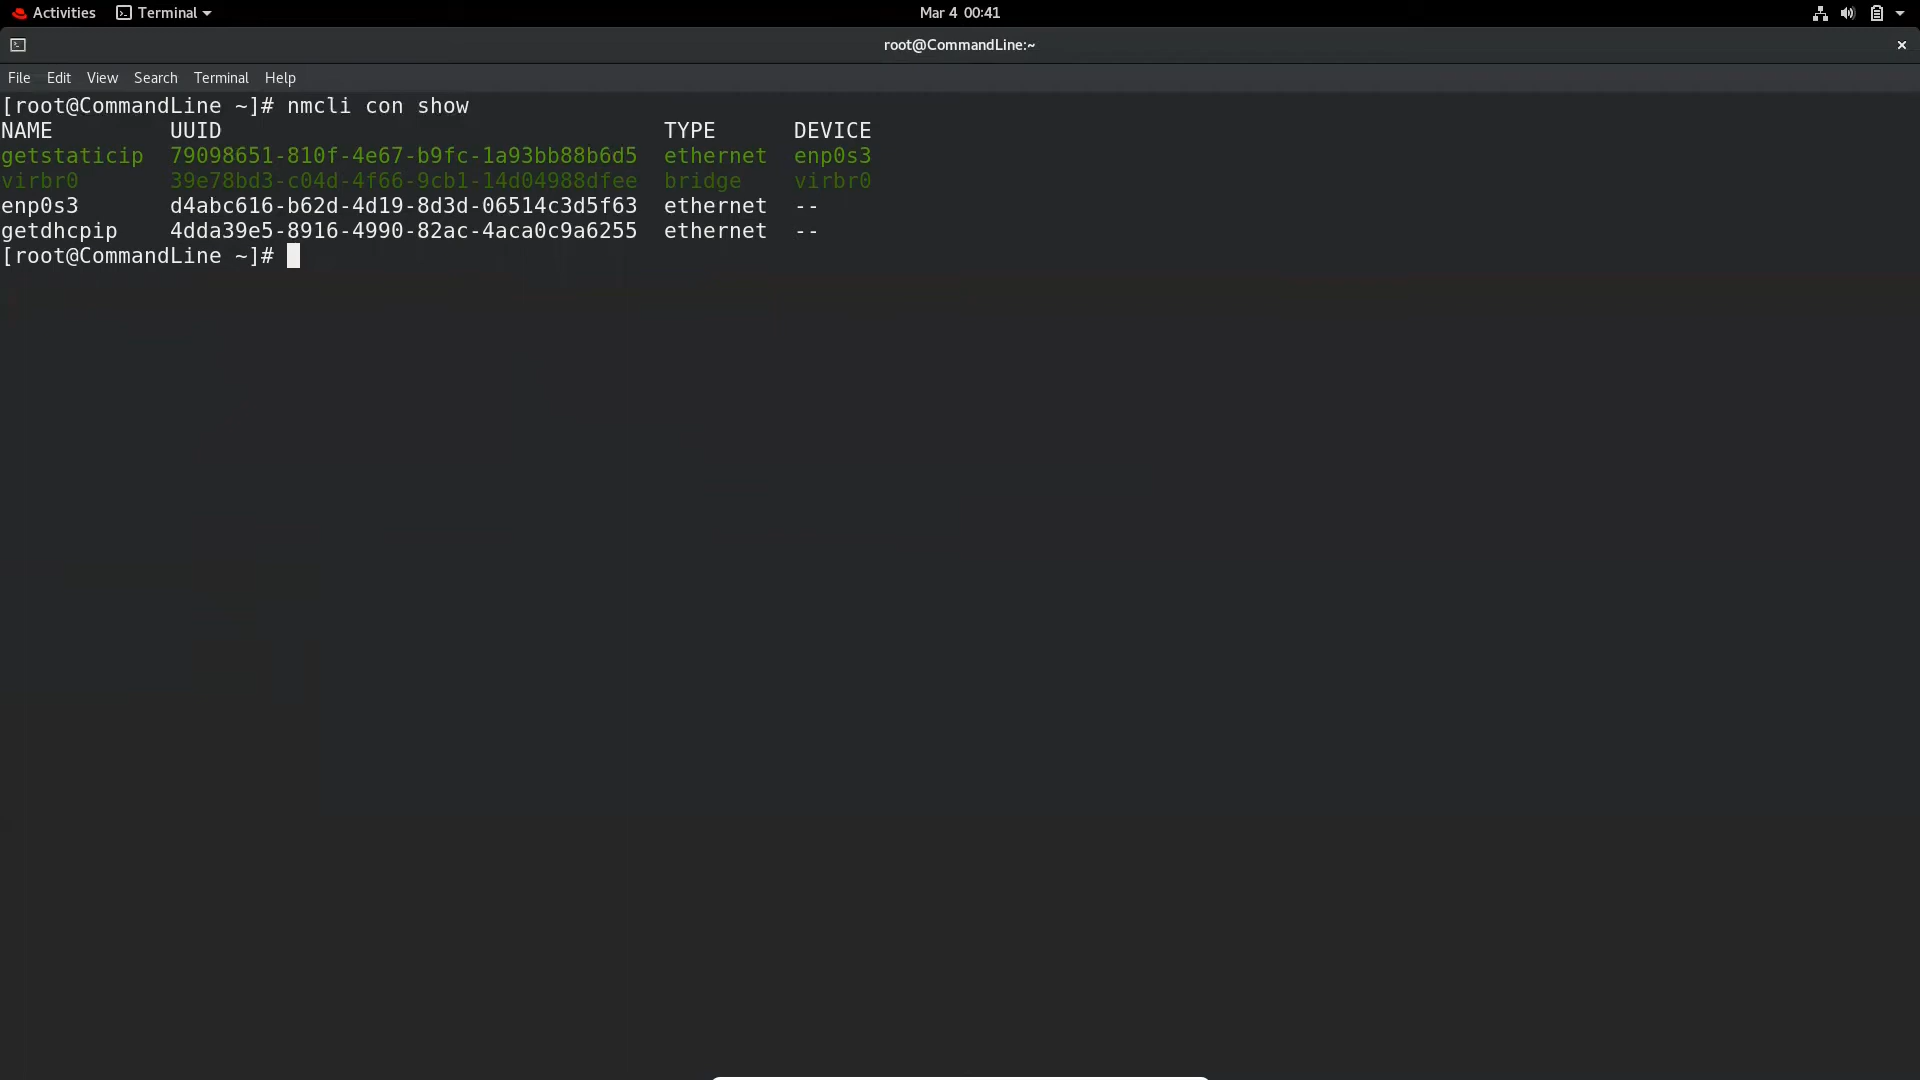 Activities Terminal Mar 4 00:41
root@CommandLine:~
File Edit View Search Terminal Help
[root@CommandLine ~]# nmcli con show
NAME UUID TYPE DEVICE
getstaticip 79098651-810f-4e67-b9fc-1a93bb88b6d5 ethernet enp0s3
virbr0 39e78bd3-c04d-4f66-9cb1-14d04988dfee bridge virbr0
enp0s3 d4abc616-b62d-4d19-8d3d-06514c3d5f63 ethernet --
getdhcpip 4dda39e5-8916-4990-82ac-4aca0c9a6255 ethernet --
[root@CommandLine ~]#